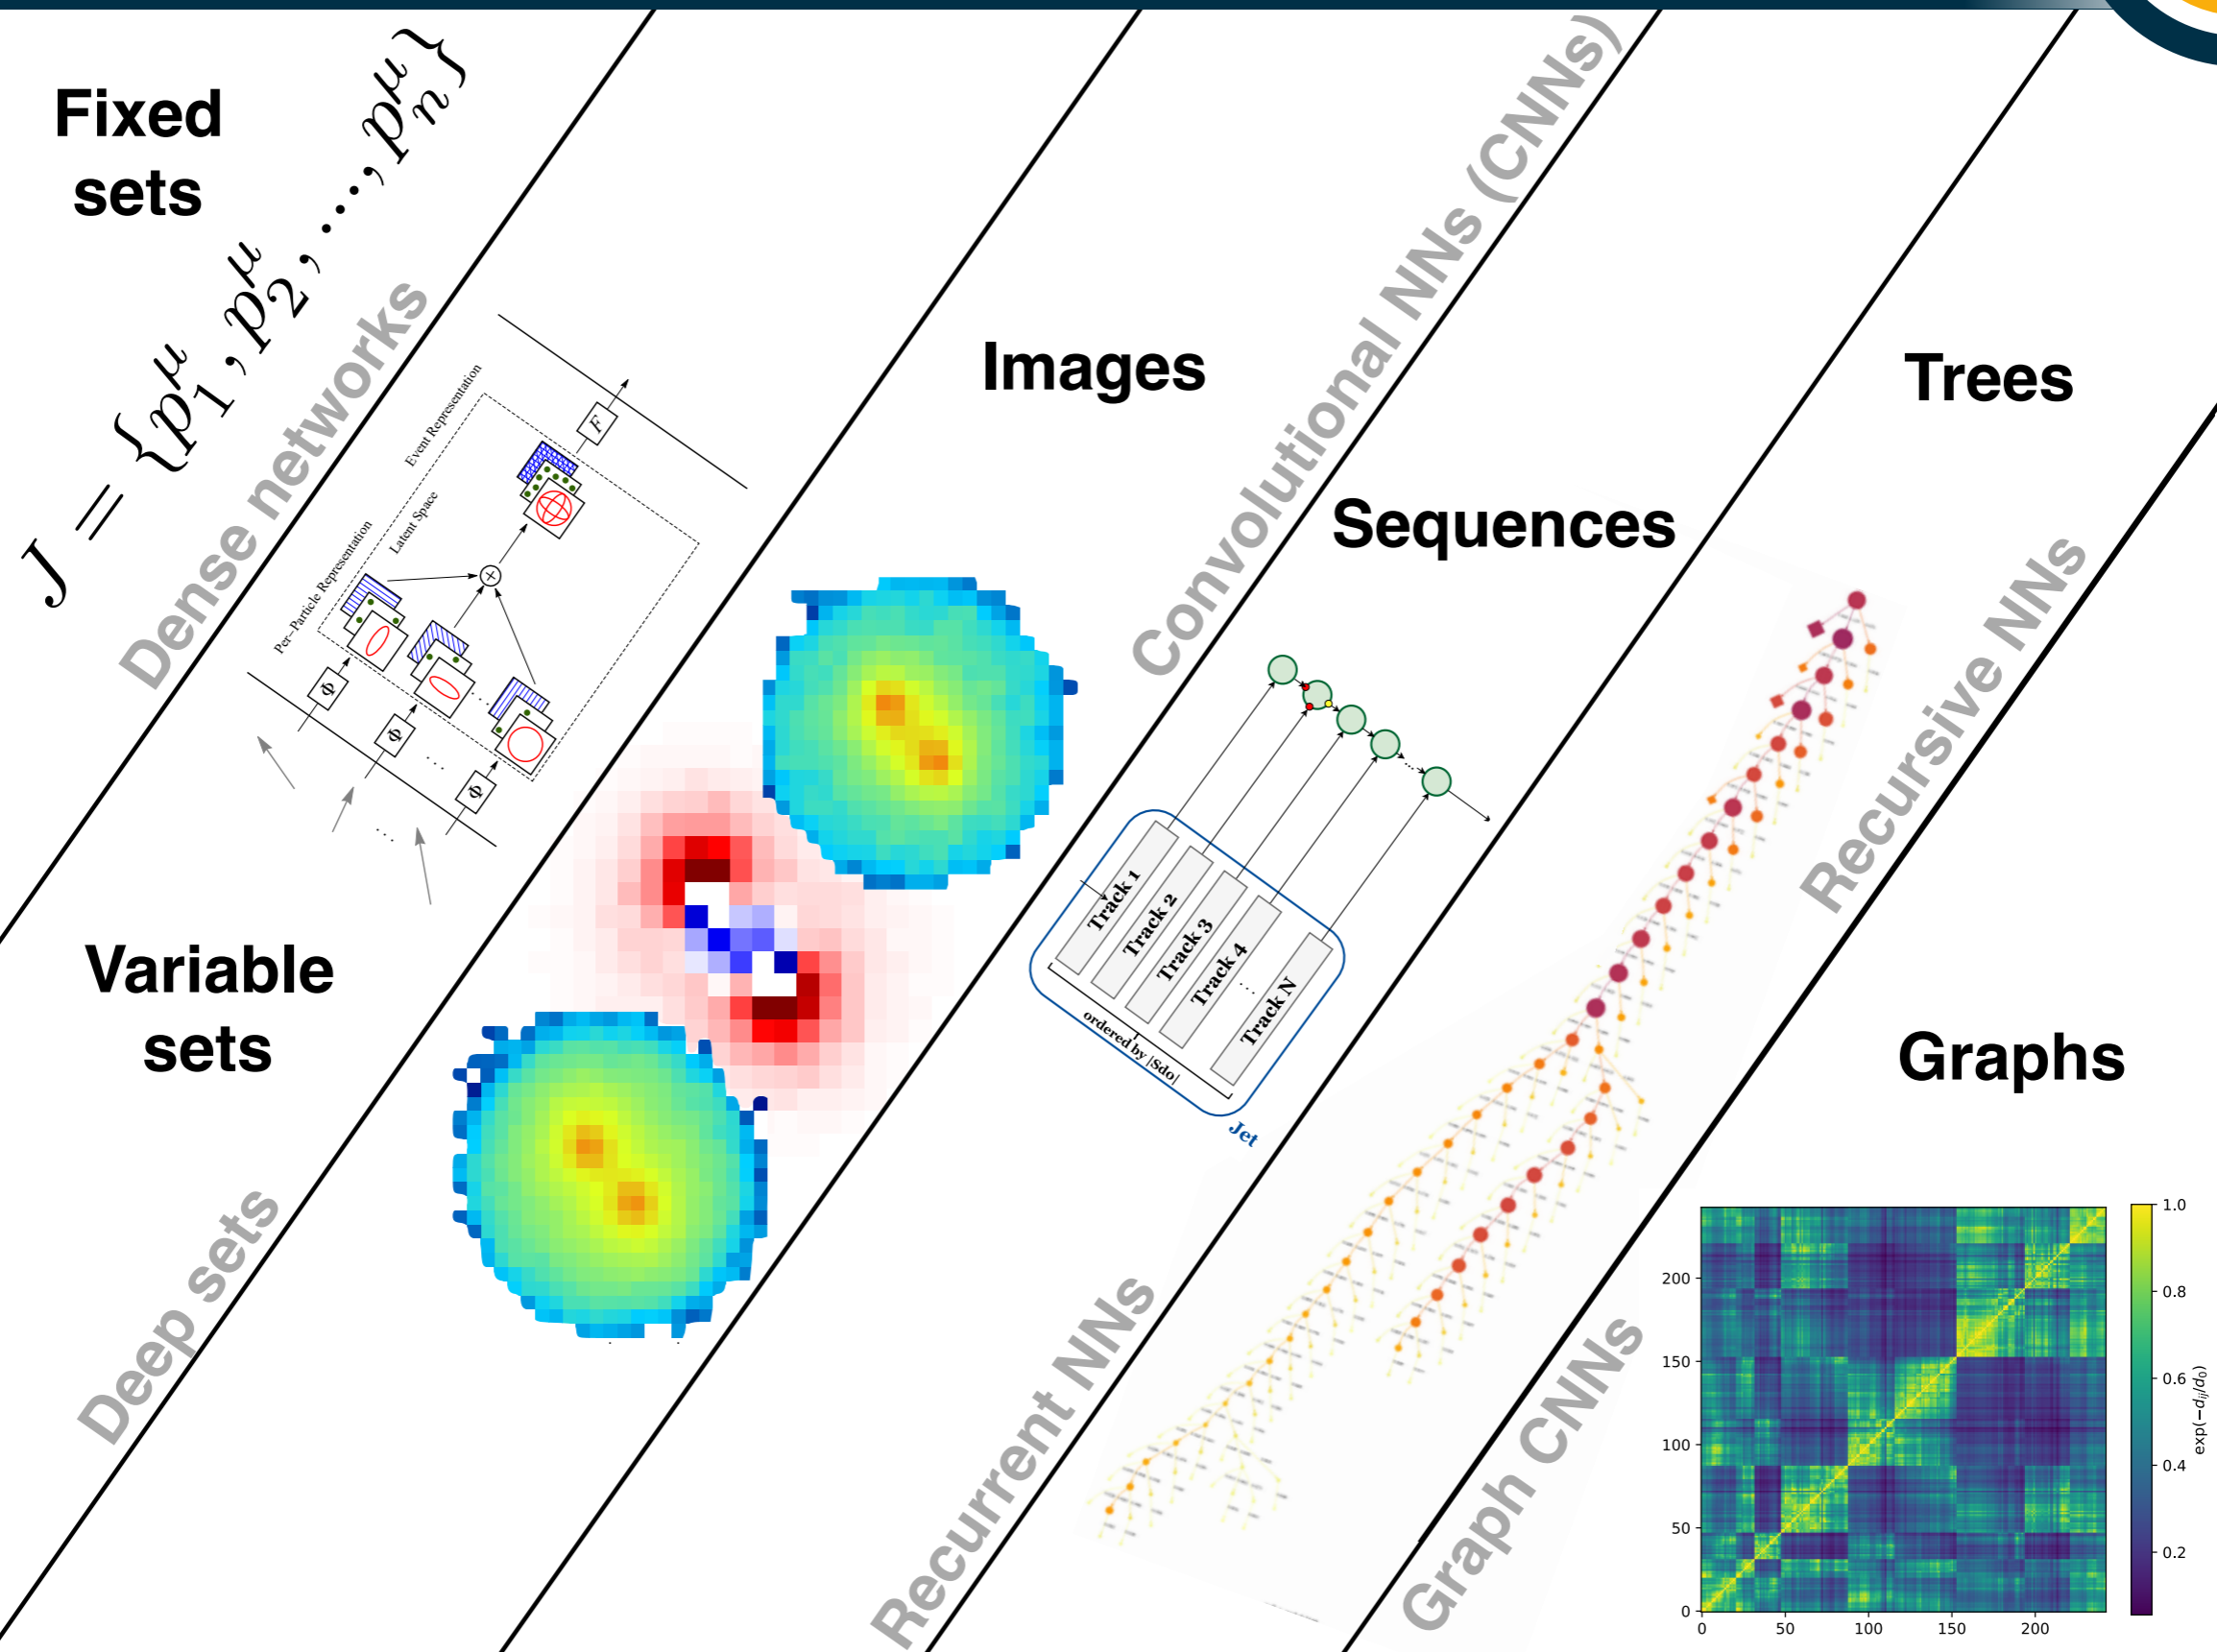 Fixed
sets
J = {p_1^μ, p_2^μ, ...., p_n^μ}
Dense networks
Per-Particle Representation
Event Representation
Latent Space
Φ
Φ
Φ
...
...
...
+
F
Variable
sets
Deep sets
Images
Convolutional NNs (CNNs)
Sequences
Track 1
Track 2
Track 3
Track 4
...
Track N
...
ordered by |Sdo|
Jet
Recurrent NNs
Trees
Recursive NNs
Graphs
Graph CNNs
200
150
100
50
0
0 50 100 150 200
1.0
0.8
0.6
0.4
0.2
exp(−d_ij/d_0)